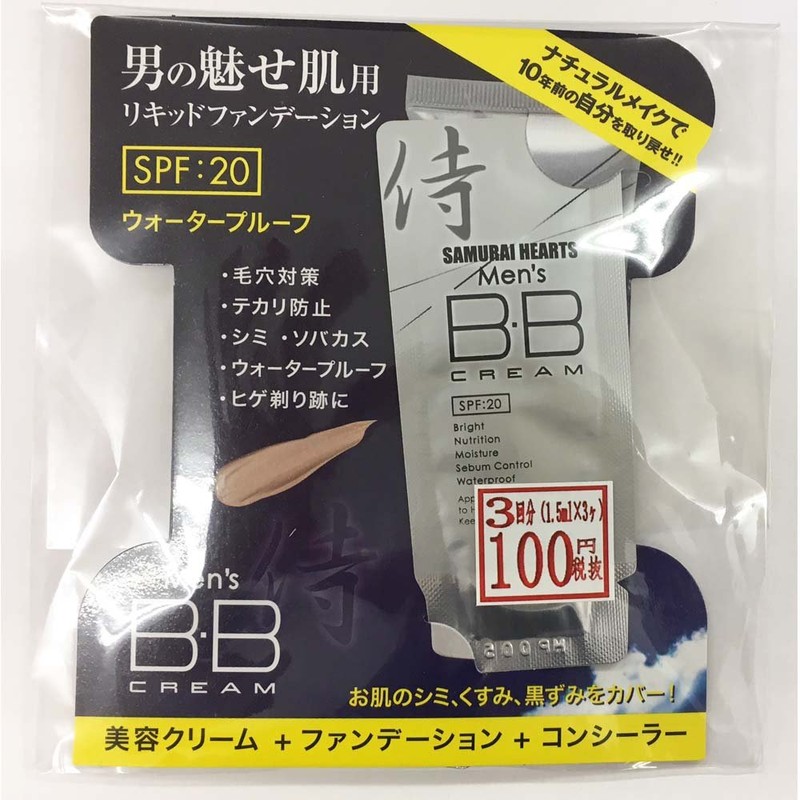 男の魅せ肌用
リキッドファンデーション
SPF:20
ウォータープルーフ
・毛穴対策
・テカリ防止
・シミ・ソバカス
・ウォータープルーフ
・ヒゲ剃り跡に
ナチュラルメイクで
10年前の自分を取り戻せ!!
侍
SAMURAI HEARTS
Men's
B·B
CREAM
SPF:20
Bright
Nutrition
Moisture
Sebum Control
Waterproof
3回分(1.5ml×3ヶ)
100円
税抜
侍
Men's
B·B
CREAM
お肌のシミ、くすみ、黒ずみをカバー!
美容クリーム + ファンデーション + コンシーラー